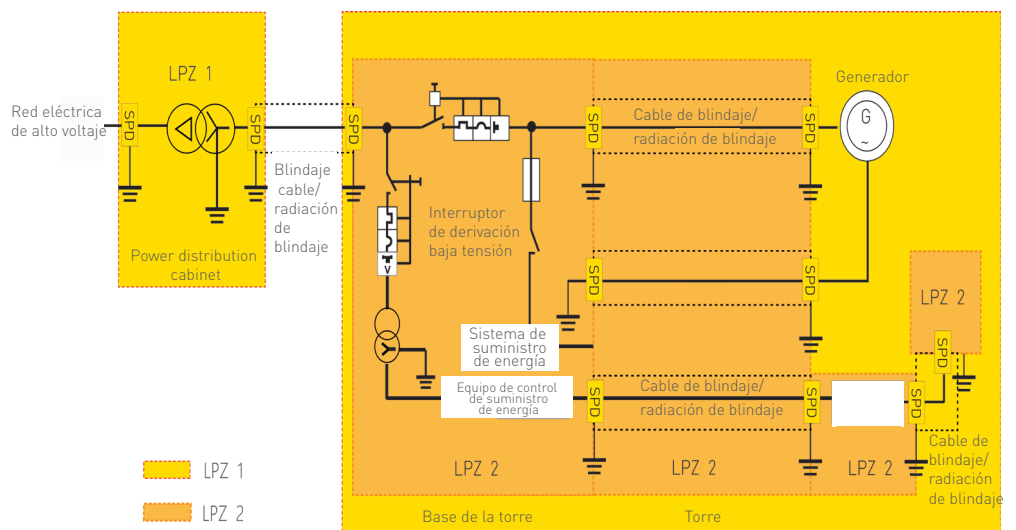 LPZ 1
Red eléctrica
de alto voltaje
SPD
SPD
Power distribution
cabinet
Blindaje
cable/
radiación
de
blindaje
SPD
Interruptor
de derivación
baja tensión
V
SPD
Cable de blindaje/
radiación de blindaje
SPD
Generador
G
~
SPD
SPD
Sistema de
suministro
de energía
Equipo de control
de suministro
de energía
SPD
Cable de blindaje/
radiación de blindaje
SPD
LPZ 2
SPD
SPD
Cable de
blindaje/
radiación
de blindaje
LPZ 2
LPZ 2
LPZ 2
Base de la torre
Torre
LPZ 1
LPZ 2